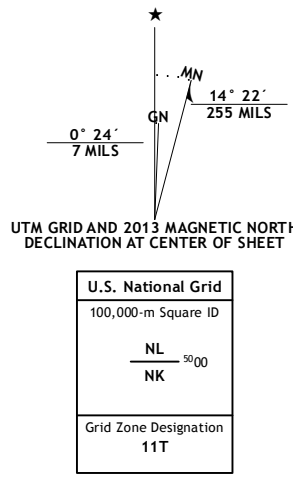 MN
GN
14° 22´
255 MILS
0° 24´
7 MILS
UTM GRID AND 2013 MAGNETIC NORTH
DECLINATION AT CENTER OF SHEET
U.S. National Grid
100,000-m Square ID
NL
5000
NK
Grid Zone Designation
11T